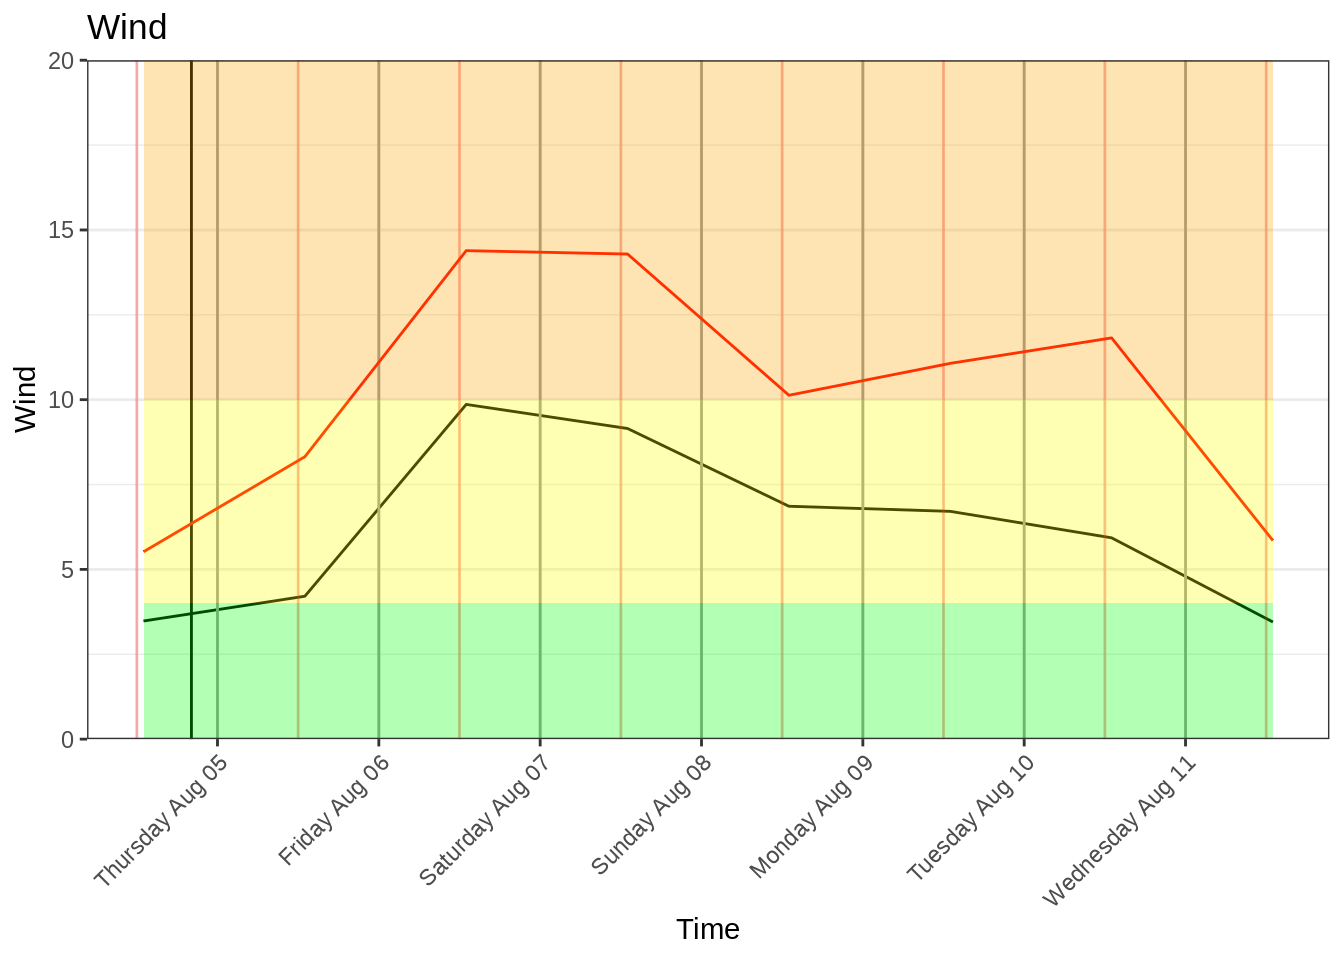 Wind
20
15
10
5
0
Wind
Thursday Aug 05
Friday Aug 06
Saturday Aug 07
Sunday Aug 08
Monday Aug 09
Tuesday Aug 10
Wednesday Aug 11
Time